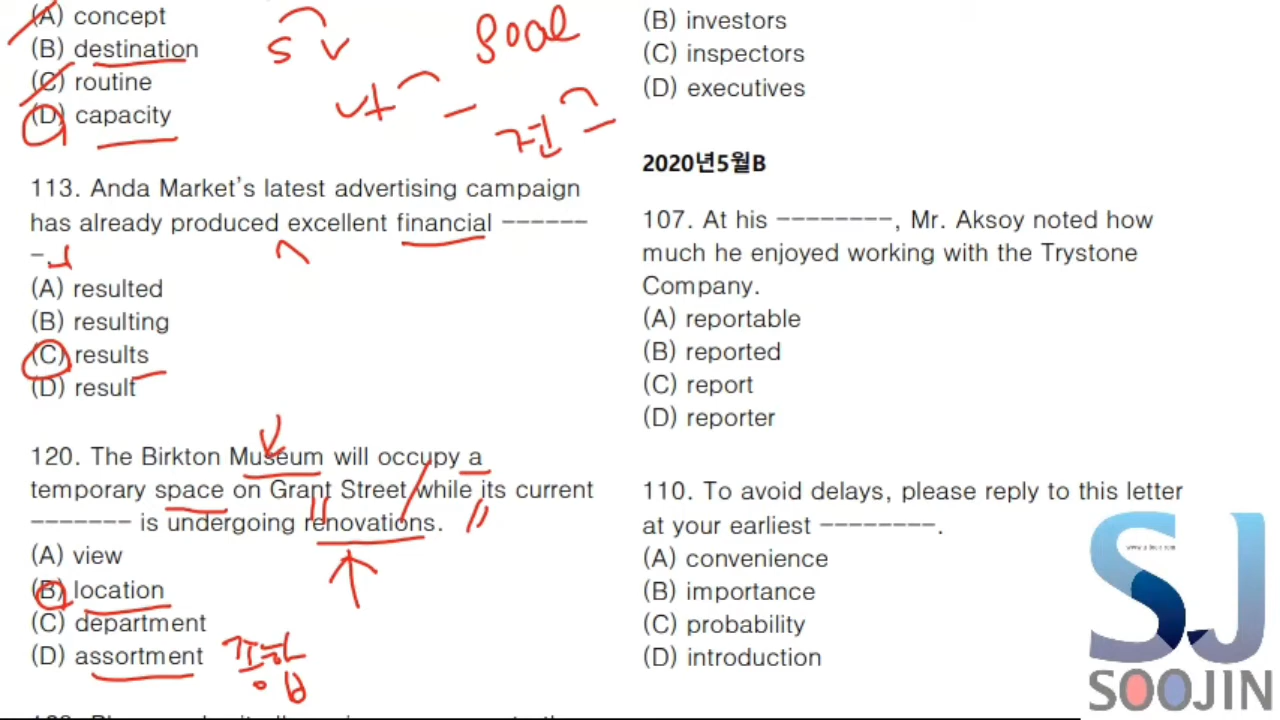 (A) concept
(B) destination
(C) routine
(D) capacity
S V
goal
113. Anda Market's latest advertising campaign
has already produced excellent financial -------
-.
(A) resulted
(B) resulting
(C) results
(D) result
120. The Birkton Museum will occupy a
temporary space on Grant Street while its current
------- is undergoing renovations.
(A) view
(B) location
(C) department
(D) assortment
종합
(B) investors
(C) inspectors
(D) executives
2020년5월B
107. At his --------, Mr. Aksoy noted how
much he enjoyed working with the Trystone
Company.
(A) reportable
(B) reported
(C) report
(D) reporter
110. To avoid delays, please reply to this letter
at your earliest ---------.
(A) convenience
(B) importance
(C) probability
(D) introduction
SJ
SOOJIN